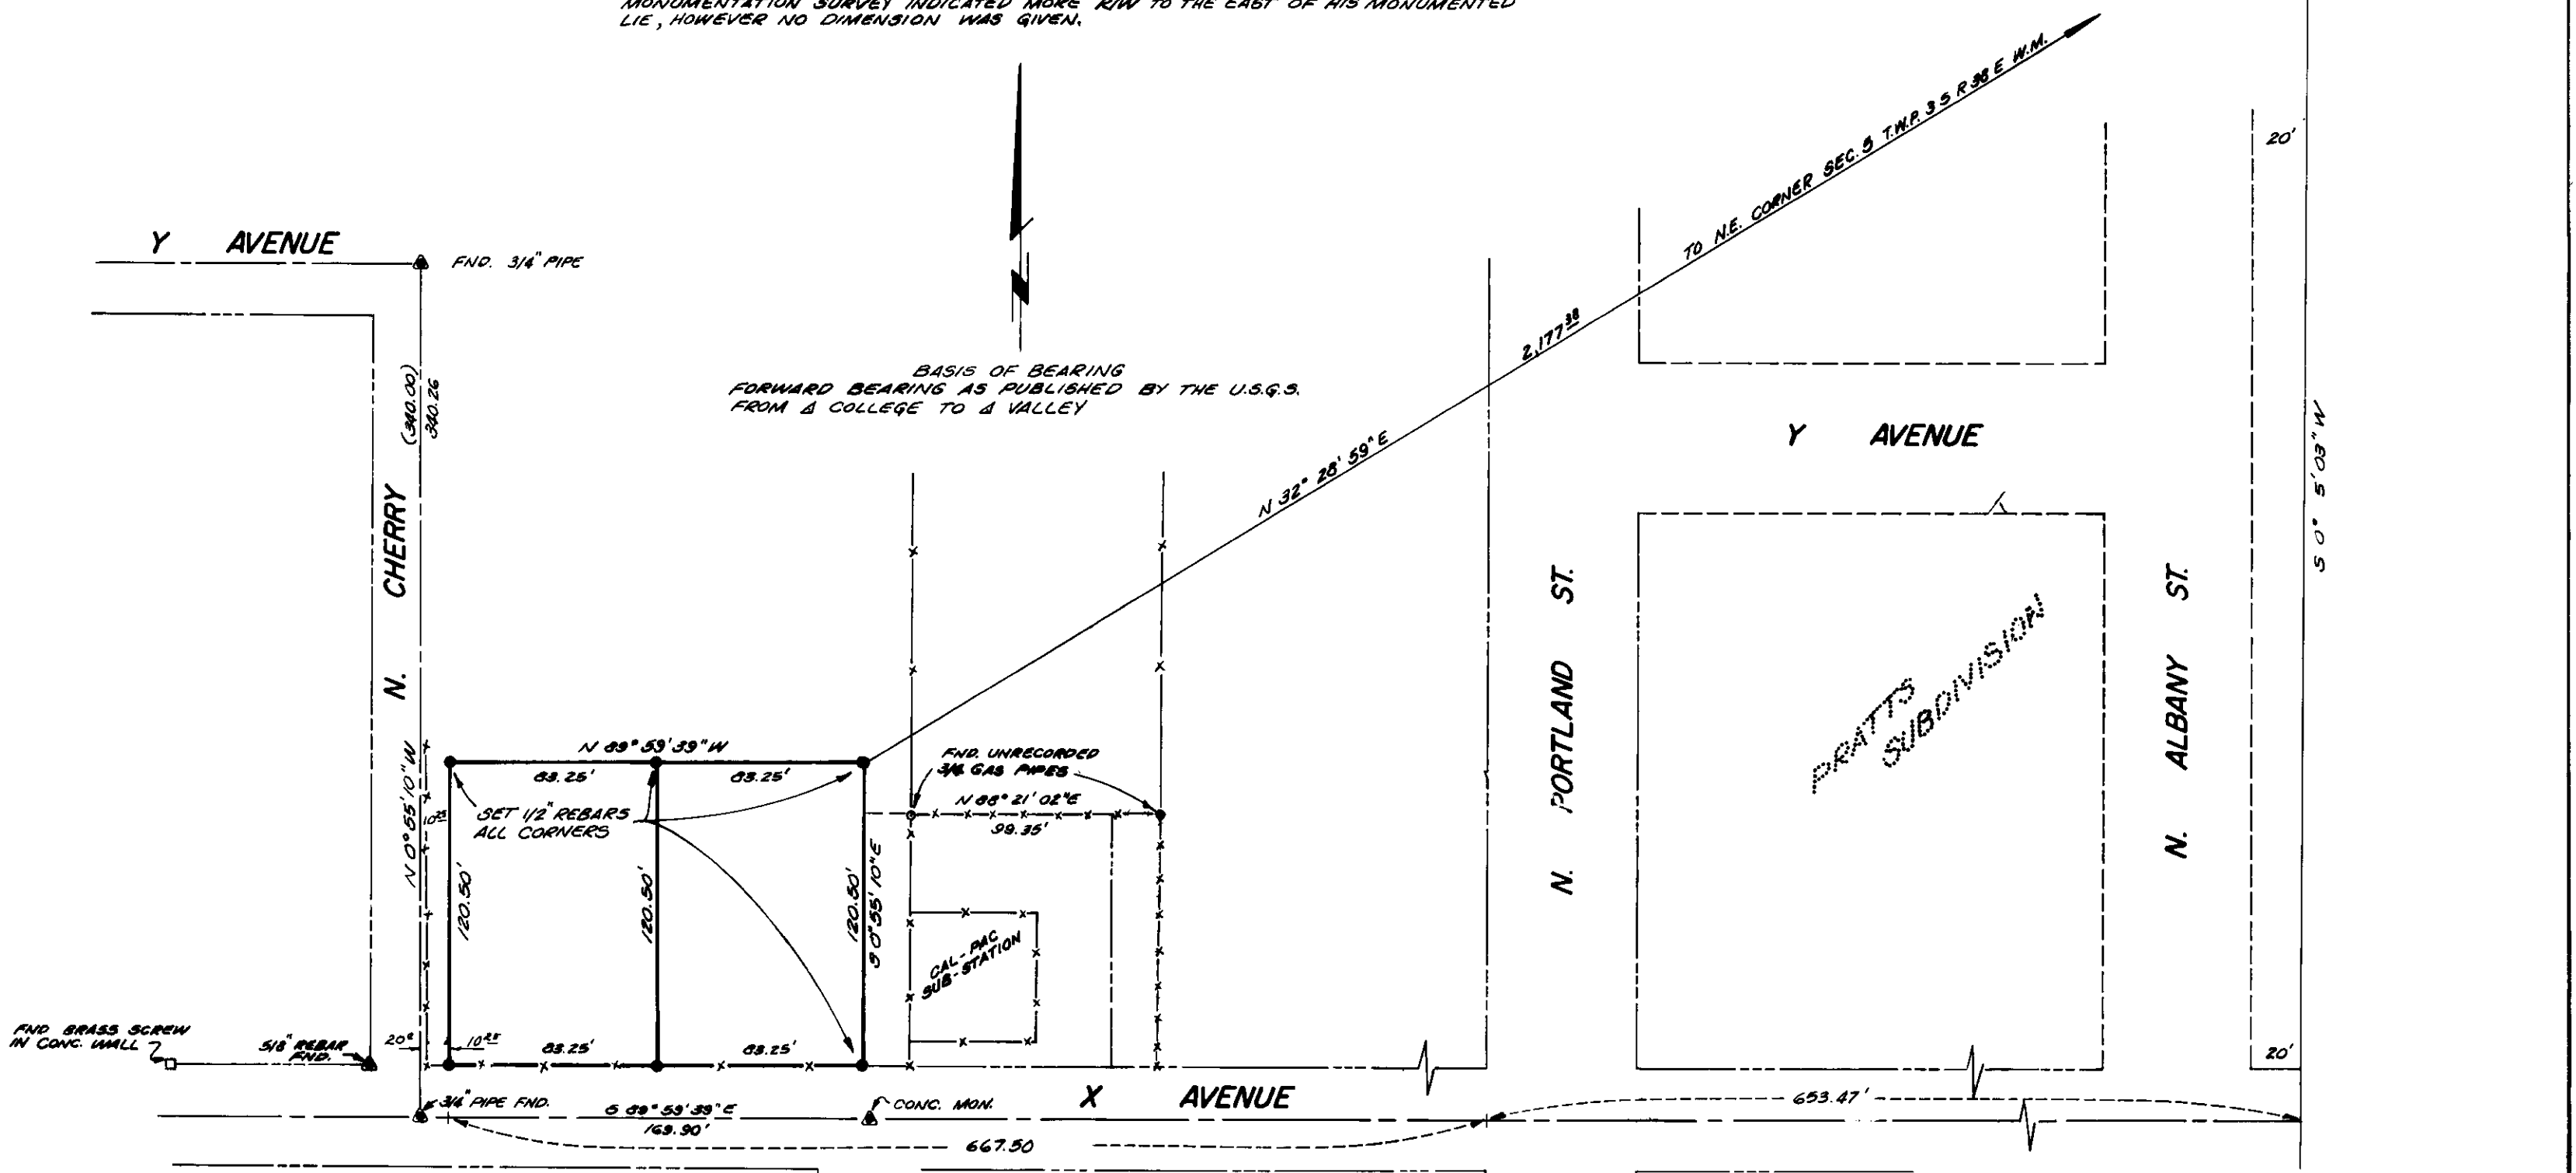 MONUMENTATION SURVEY INDICATED MORE R/W TO THE EAST OF HIS MONUMENTED
LIE, HOWEVER NO DIMENSION WAS GIVEN.
TO N.E. CORNER SEC. 5 T.W.P. 3 S R 38 E W.M.
20'
Y AVENUE
FND. 3/4" PIPE
2,177.38
(340.00)
340.26
BASIS OF BEARING
FORWARD BEARING AS PUBLISHED BY THE U.S.G.S.
FROM Δ COLLEGE TO Δ VALLEY
N 32° 28' 59" E
Y AVENUE
S 0° 5' 03" W
N. CHERRY
N. PORTLAND ST.
PRATTS
SUBDIVISION
N. ALBANY ST.
N 0° 55' 10" W
N 89° 59' 39" W
83.25'
83.25'
SET 1/2" REBARS
ALL CORNERS
FND. UNRECORDED
3/4 GAS PIPES
N 88° 21' 02" E
99.35'
120.50'
120.50'
120.50'
S 0° 55' 10" E
CAL-PAC
SUB-STATION
FND BRASS SCREW
IN CONC. WALL
5/8" REBAR
FND.
83.25'
83.25'
20'
3/4" PIPE FND.
S 89° 59' 39" E
CONC. MON.
X AVENUE
653.47'
667.50